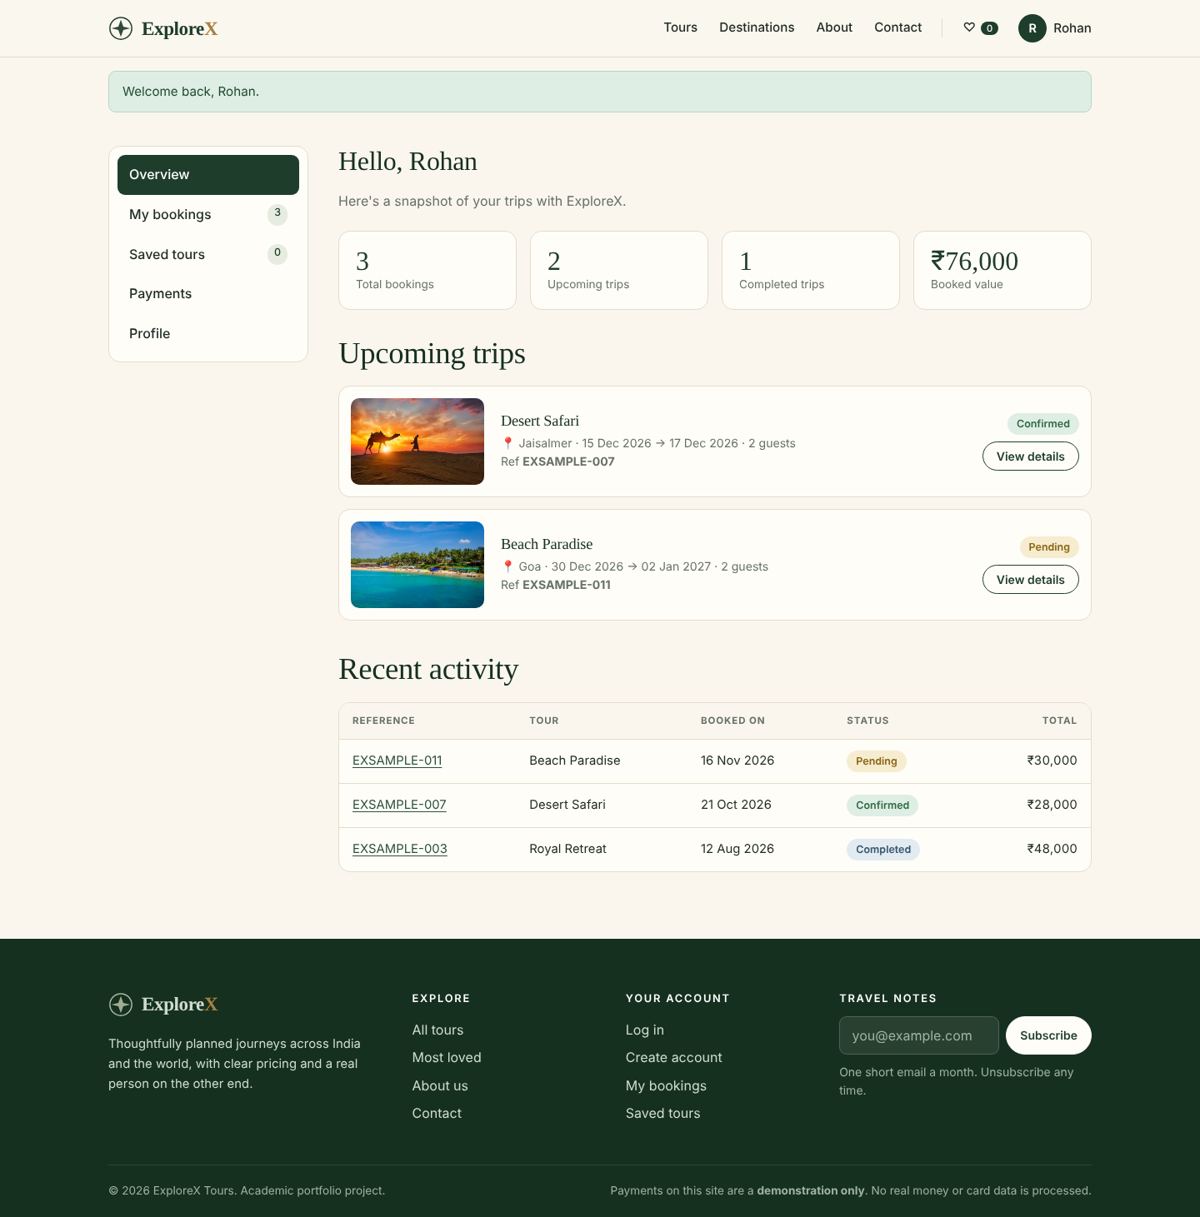 ExploreX
Tours
Destinations
About
Contact
♡ 0
R
Rohan
Welcome back, Rohan.
Overview
My bookings 3
Saved tours 0
Payments
Profile
Hello, Rohan
Here's a snapshot of your trips with ExploreX.
3
Total bookings
2
Upcoming trips
1
Completed trips
₹76,000
Booked value
Upcoming trips
Desert Safari
📍 Jaisalmer · 15 Dec 2026 → 17 Dec 2026 · 2 guests
Ref EXSAMPLE-007
Confirmed
View details
Beach Paradise
📍 Goa · 30 Dec 2026 → 02 Jan 2027 · 2 guests
Ref EXSAMPLE-011
Pending
View details
Recent activity
REFERENCE TOUR BOOKED ON STATUS TOTAL
EXSAMPLE-011 Beach Paradise 16 Nov 2026 Pending ₹30,000
EXSAMPLE-007 Desert Safari 21 Oct 2026 Confirmed ₹28,000
EXSAMPLE-003 Royal Retreat 12 Aug 2026 Completed ₹48,000
ExploreX
Thoughtfully planned journeys across India
and the world, with clear pricing and a real
person on the other end.
EXPLORE
All tours
Most loved
About us
Contact
YOUR ACCOUNT
Log in
Create account
My bookings
Saved tours
TRAVEL NOTES
you@example.com
Subscribe
One short email a month. Unsubscribe any
time.
© 2026 ExploreX Tours. Academic portfolio project.
Payments on this site are a demonstration only. No real money or card data is processed.